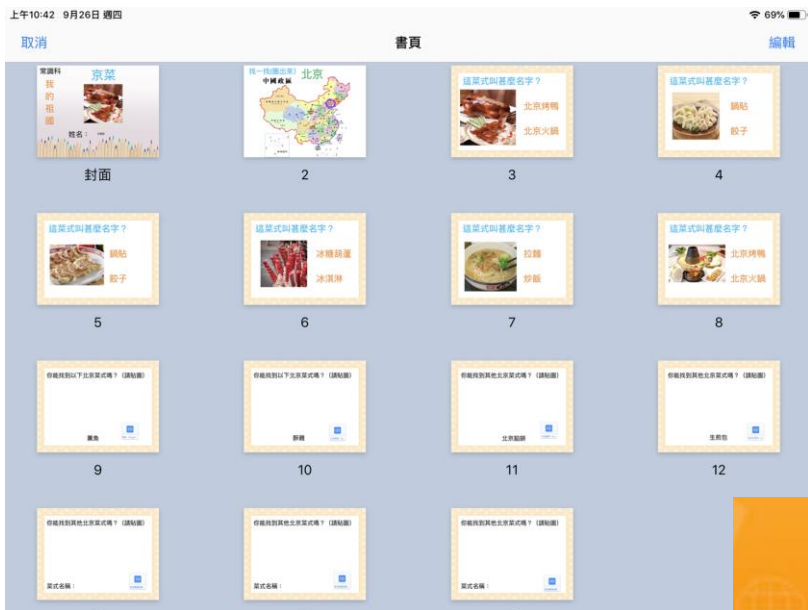 上午10:42 9月26日 週四
69%
取消
書頁
編輯
常識科
京菜
我的祖國
姓名：
封面
找一找(圈出來)
北京
中國政區
2
這菜式叫甚麼名字？
北京烤鴨
北京火鍋
3
這菜式叫甚麼名字？
鍋貼
餃子
4
這菜式叫甚麼名字？
鍋貼
餃子
5
這菜式叫甚麼名字？
冰糖葫蘆
冰淇淋
6
這菜式叫甚麼名字？
拉麵
炒飯
7
這菜式叫甚麼名字？
北京烤鴨
北京火鍋
8
你能找到以下北京菜式嗎？（請貼圖）
薰魚
9
你能找到以下北京菜式嗎？（請貼圖）
10
你能找到其他北京菜式嗎？（請貼圖）
北京餡餅
11
你能找到其他北京菜式嗎？（請貼圖）
生煎包
12
你能找到其他北京菜式嗎？（請貼圖）
菜式名稱：
你能找到其他北京菜式嗎？（請貼圖）
菜式名稱：
你能找到其他北京菜式嗎？（請貼圖）
菜式名稱：